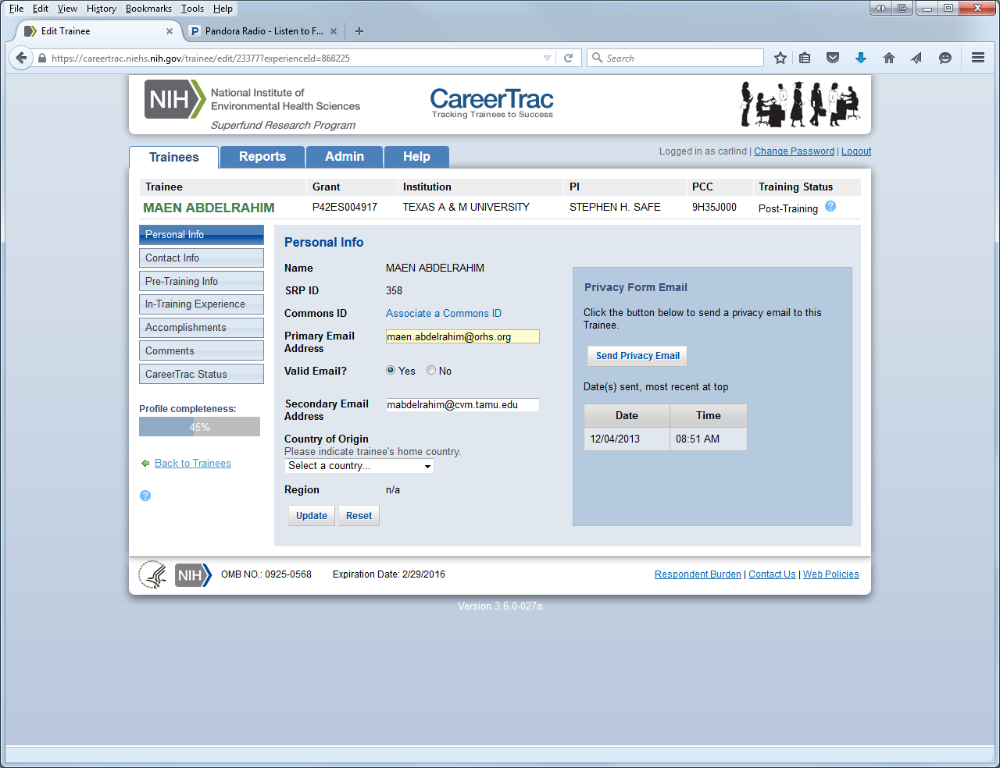 File Edit View History Bookmarks Tools Help
Edit Trainee
Pandora Radio - Listen to F...
https://careertrac.niehs.nih.gov/trainee/edit/23377?experienceId=868225
Search
NIH
National Institute of
Environmental Health Sciences
Superfund Research Program
CareerTrac
Tracking Trainees to Success
Trainees Reports Admin Help
Logged in as carlind | Change Password | Logout
Trainee Grant Institution PI PCC Training Status
MAEN ABDELRAHIM P42ES004917 TEXAS A & M UNIVERSITY STEPHEN H. SAFE 9H35J000 Post-Training ?
Personal Info
Contact Info
Pre-Training Info
In-Training Experience
Accomplishments
Comments
CareerTrac Status
Profile completeness:
45%
Back to Trainees
?
Personal Info
Name MAEN ABDELRAHIM
SRP ID 358
Commons ID Associate a Commons ID
Primary Email
Address
maen.abdelrahim@orhs.org
Valid Email? Yes No
Secondary Email
Address
mabdelrahim@cvm.tamu.edu
Country of Origin
Please indicate trainee's home country.
Select a country...
Region n/a
Update Reset
Privacy Form Email
Click the button below to send a privacy email to this
Trainee.
Send Privacy Email
Date(s) sent, most recent at top
Date Time
12/04/2013 08:51 AM
NIH
OMB NO.: 0925-0568 Expiration Date: 2/29/2016
Respondent Burden | Contact Us | Web Policies
Version 3.6.0-027a